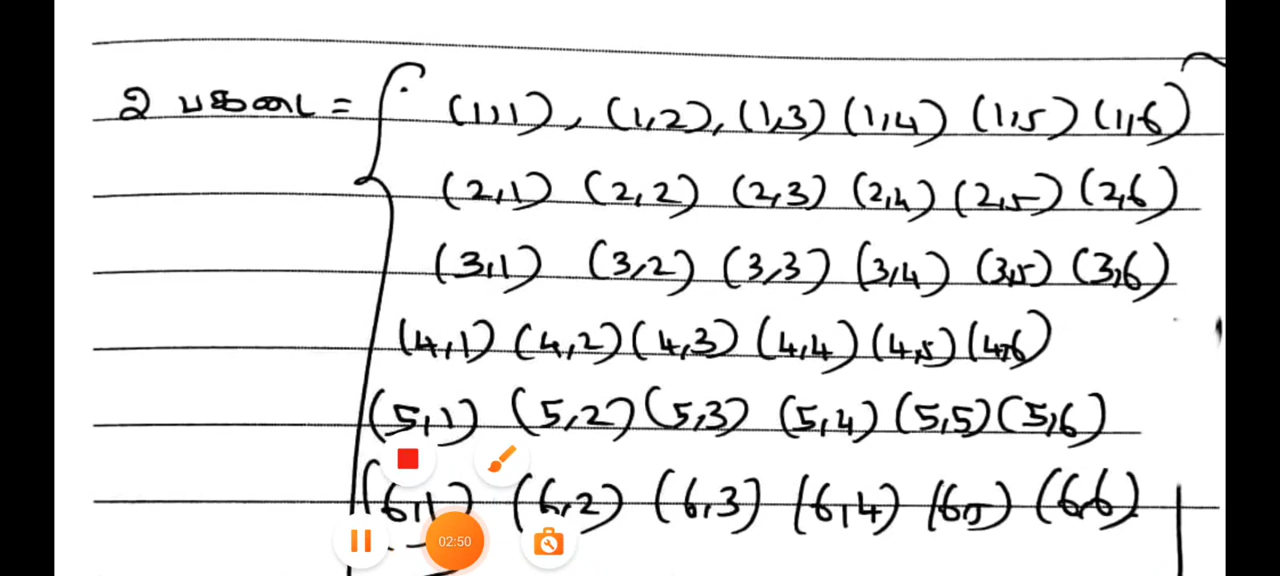 2 பகடை = { (1,1), (1,2), (1,3) (1,4) (1,5) (1,6)
(2,1) (2,2) (2,3) (2,4) (2,5) (2,6)
(3,1) (3,2) (3,3) (3,4) (3,5) (3,6)
(4,1) (4,2) (4,3) (4,4) (4,5) (4,6)
(5,1) (5,2) (5,3) (5,4) (5,5) (5,6)
(6,1) (6,2) (6,3) (6,4) (6,5) (6,6)
02:50